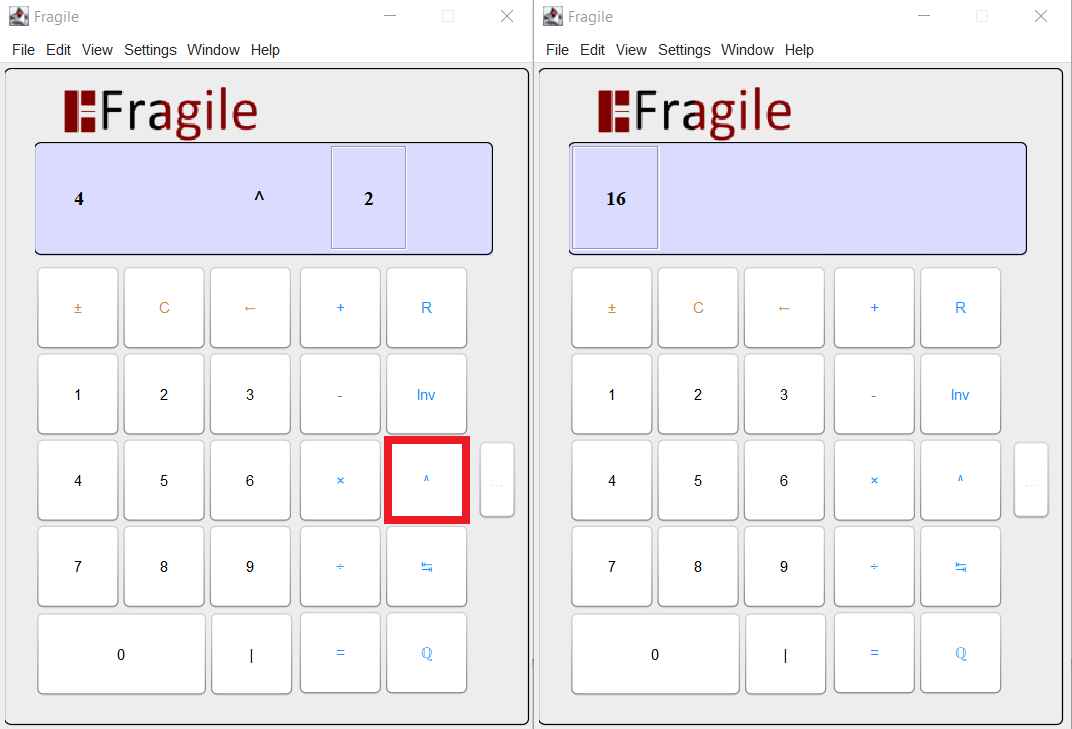 Fragile
File Edit View Settings Window Help
Fragile
4 ^ 2
± C ← + R
1 2 3 - Inv
4 5 6 × ^ ...
7 8 9 ÷ ↹
0 | = ℚ
Fragile
File Edit View Settings Window Help
Fragile
16
± C ← + R
1 2 3 - Inv
4 5 6 × ^ ...
7 8 9 ÷ ↹
0 | = ℚ